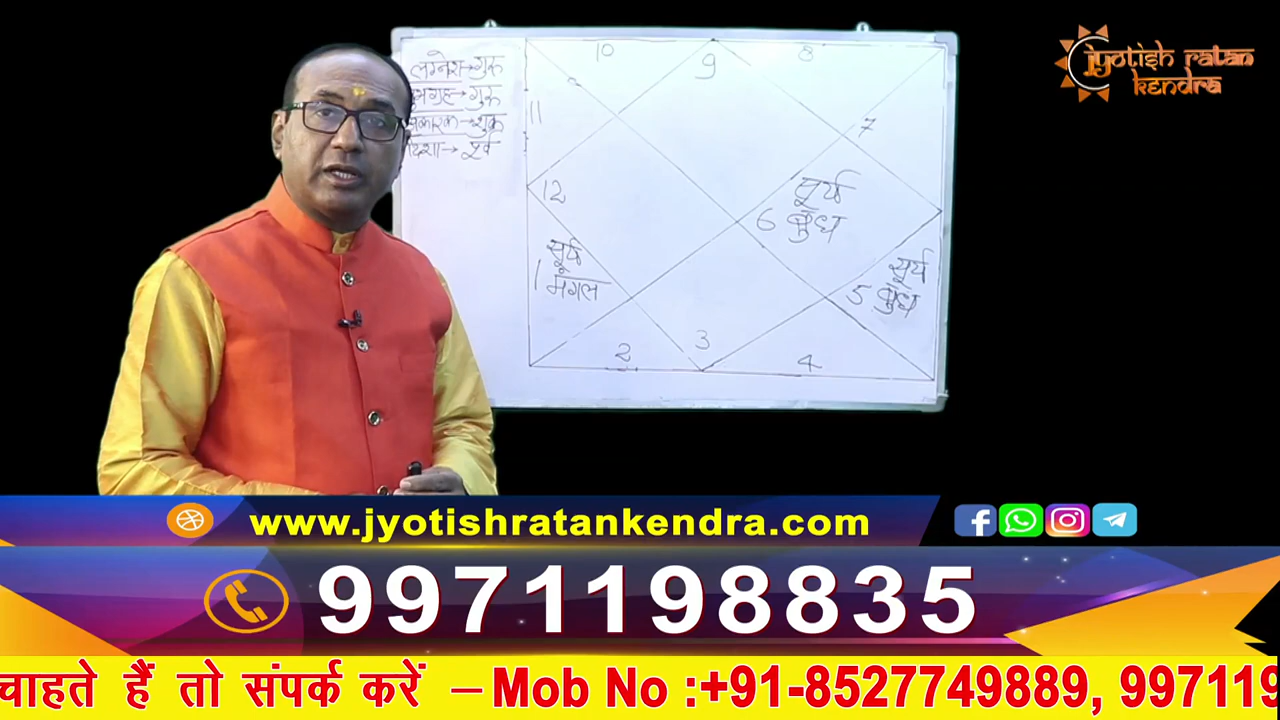 लग्नेश→गुरू
गुरू
शुक्र
दिशा→ पूर्व
10
9
8
11
7
12
सूर्य
6 बुध
सूर्य
1 मंगल
सूर्य
5 बुध
2
3
4
Jyotish Ratan
Kendra
www.jyotishratankendra.com
9971198835
चाहते हैं तो संपर्क करें – Mob No :+91-8527749889, 997119